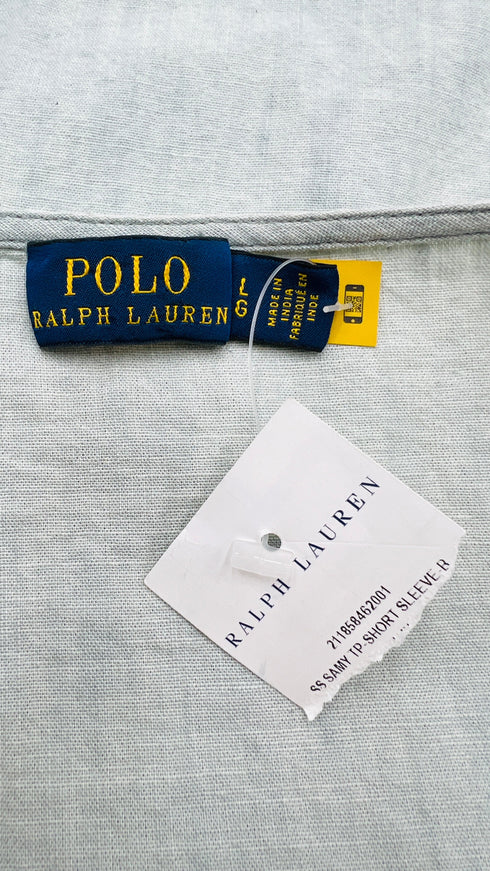 POLO
RALPH LAUREN
L
G
MADE IN
INDIA
FABRIQUÉ EN
INDE
RALPH LAUREN
211858462001
SS SAMY TP-SHORT SLEEVE-R